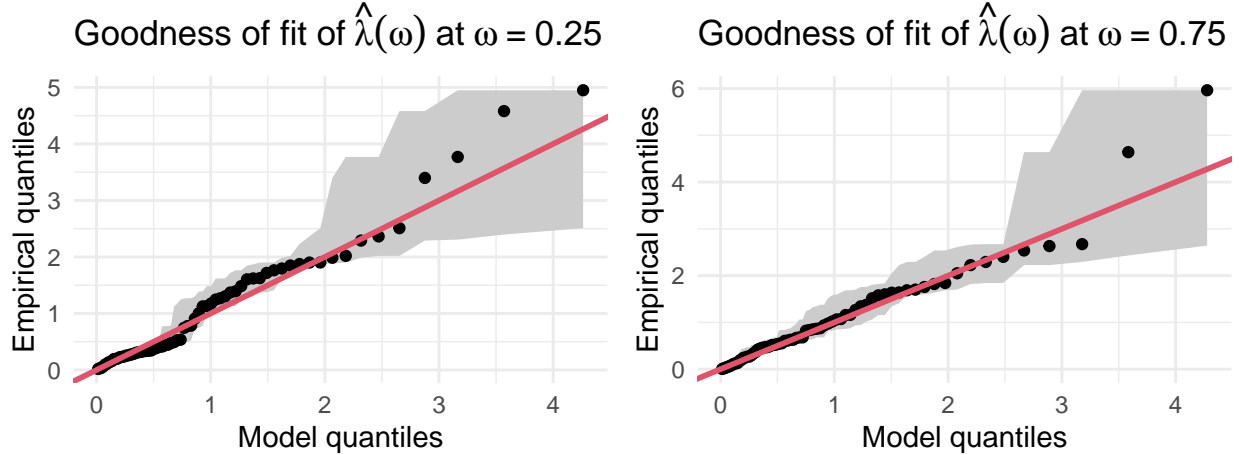 Goodness of fit of λ̂(ω) at ω = 0.25
Empirical quantiles
5
4
3
2
1
0
0 1 2 3 4
Model quantiles
Goodness of fit of λ̂(ω) at ω = 0.75
Empirical quantiles
6
4
2
0
0 1 2 3 4
Model quantiles